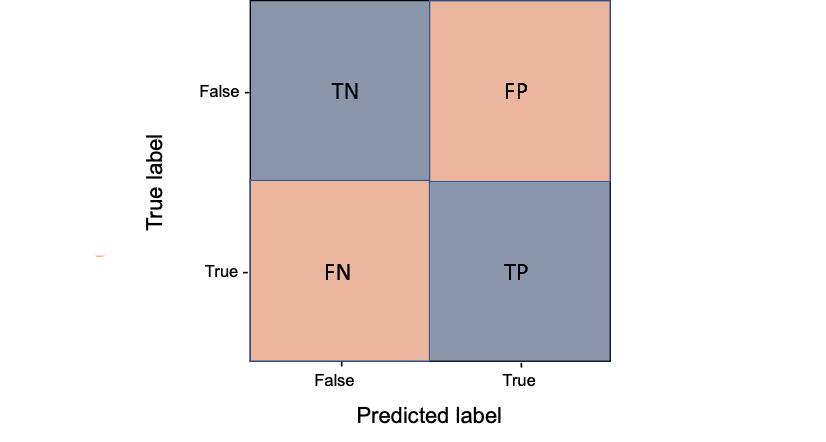 False
TN
FP
True label
True
FN
TP
False
True
Predicted label